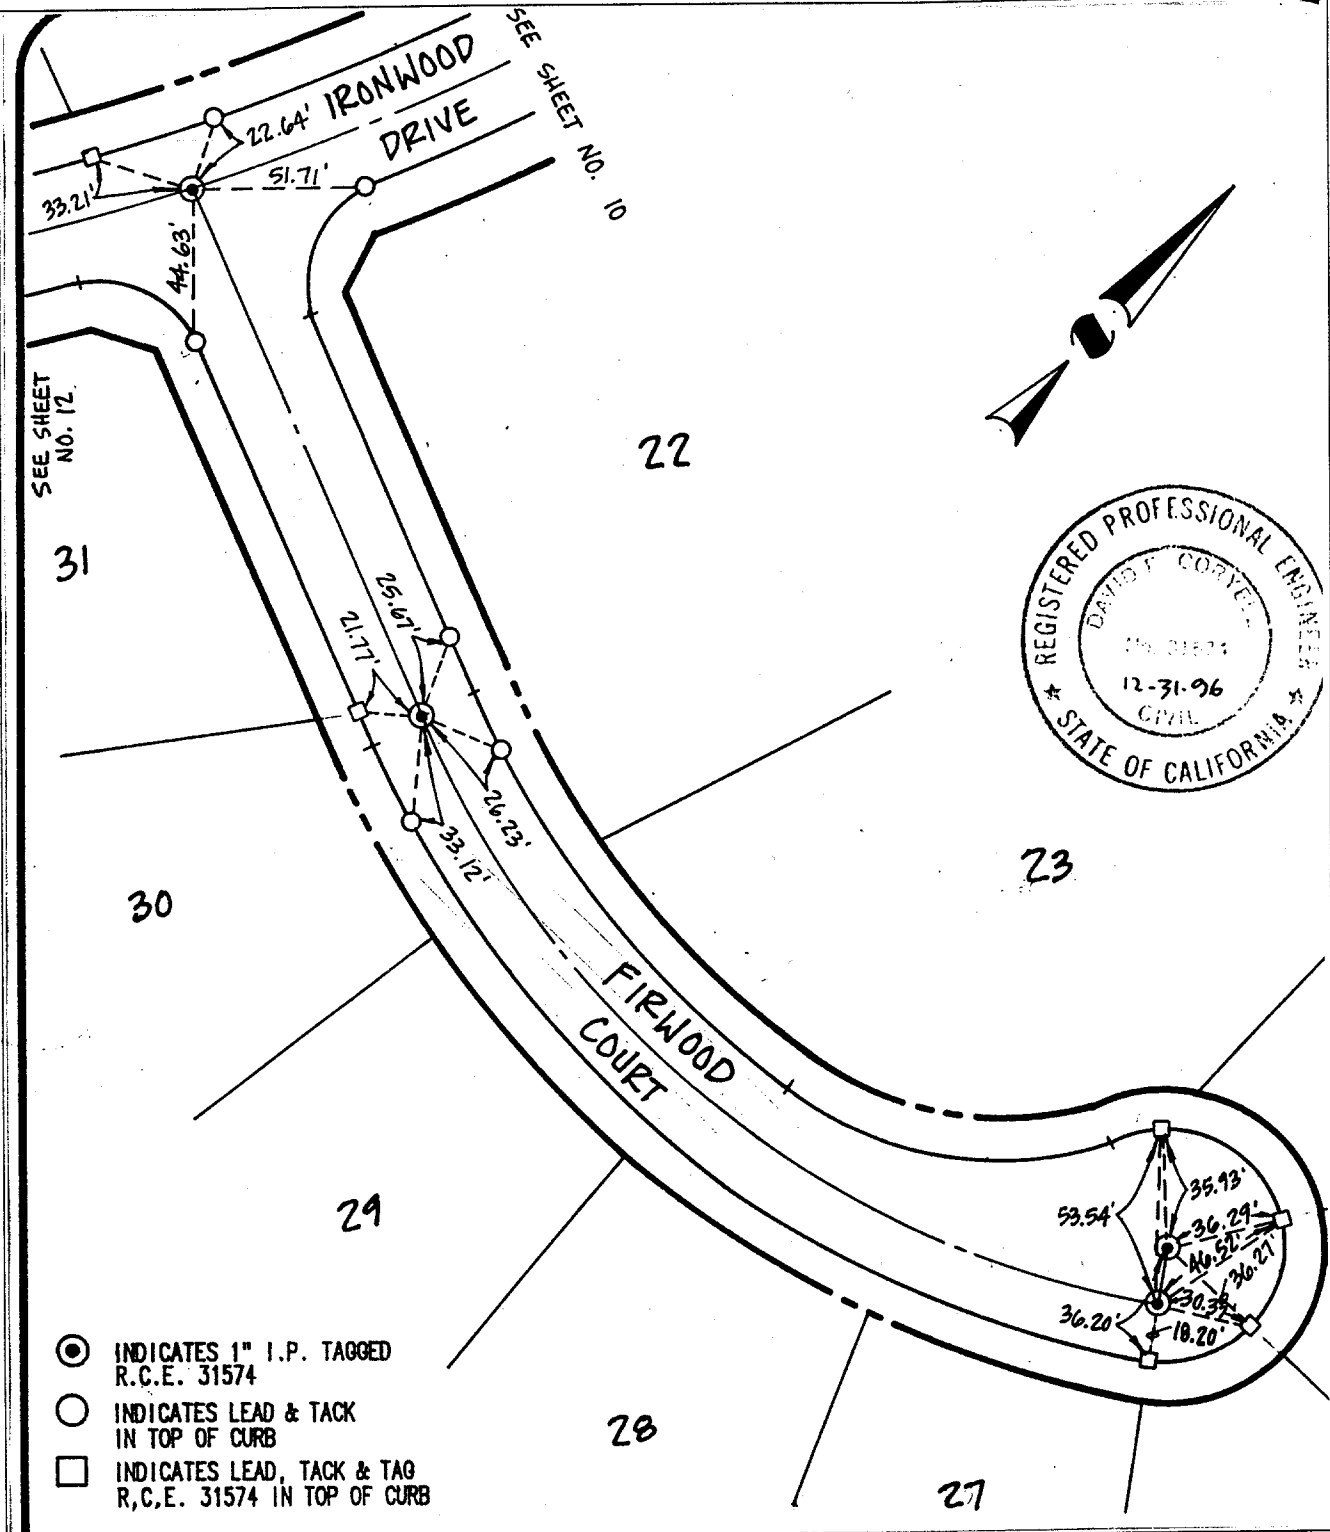 SEE SHEET NO. 10
IRONWOOD
DRIVE
22.64'
51.71'
33.21'
44.63'
SEE SHEET
NO. 12
22
31
REGISTERED PROFESSIONAL ENGINEER
DAVID F. CORYELL
12-31-96
CIVIL
STATE OF CALIFORNIA
25.67'
21.77'
26.23'
33.12'
23
30
FIRWOOD
COURT
29
35.93'
53.54'
36.29'
46.52'
36.27'
30.32'
36.20'
18.20'
INDICATES 1" I.P. TAGGED
R.C.E. 31574
INDICATES LEAD & TACK
IN TOP OF CURB
INDICATES LEAD, TACK & TAG
R,C,E. 31574 IN TOP OF CURB
28
27